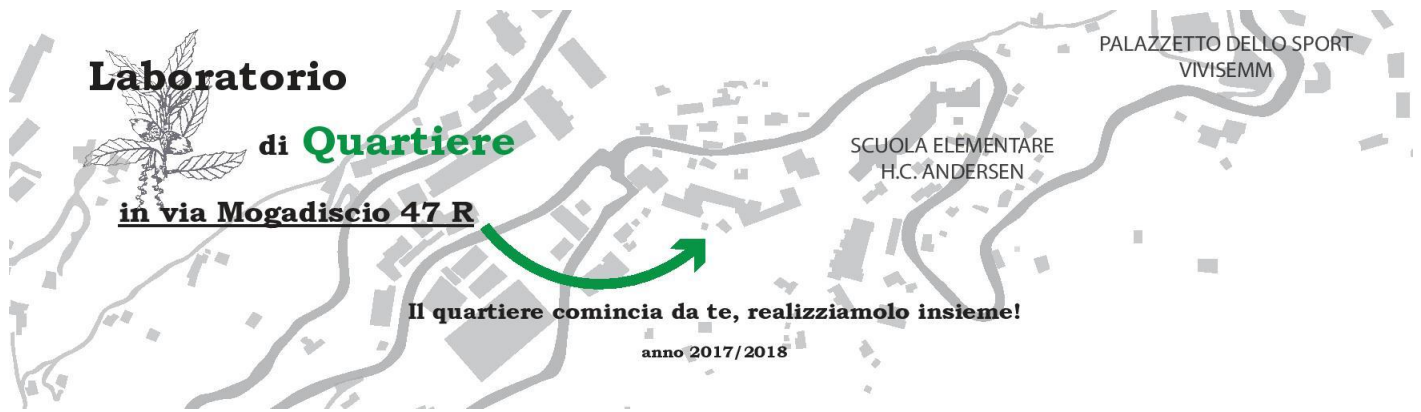 Laboratorio
di Quartiere
in via Mogadiscio 47 R
PALAZZETTO DELLO SPORT
VIVISEMM
SCUOLA ELEMENTARE
H.C. ANDERSEN
Il quartiere comincia da te, realizziamolo insieme!
anno 2017/2018